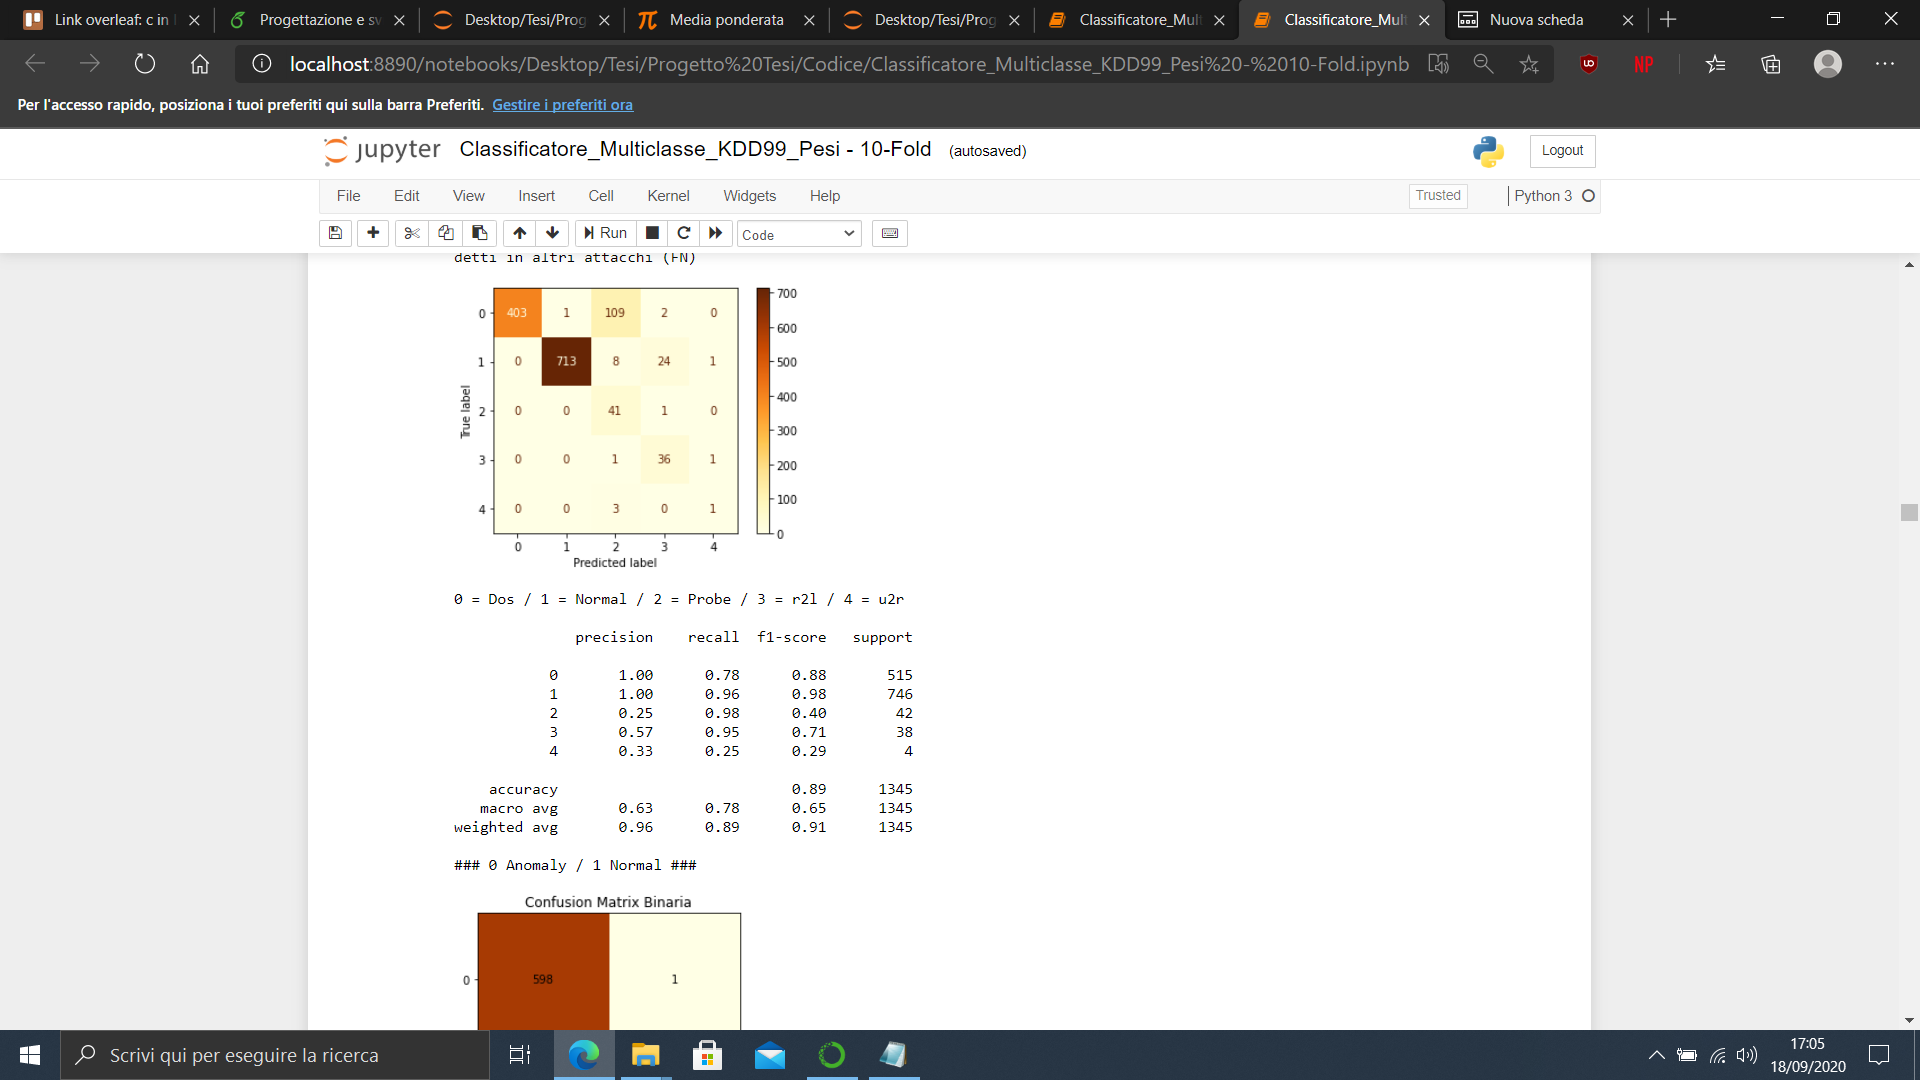 Link overleaf: c in
Progettazione e sv
Desktop/Tesi/Prog
Media ponderata
Desktop/Tesi/Prog
Classificatore_Mult
Classificatore_Mult
Nuova scheda
localhost:8890/notebooks/Desktop/Tesi/Progetto%20Tesi/Codice/Classificatore_Multiclasse_KDD99_Pesi%20-%2010-Fold.ipynb
NP
Per l'accesso rapido, posiziona i tuoi preferiti qui sulla barra Preferiti. Gestire i preferiti ora
jupyter Classificatore_Multiclasse_KDD99_Pesi - 10-Fold (autosaved)
Logout
File Edit View Insert Cell Kernel Widgets Help
Trusted Python 3
Run Code
detti in altri attacchi (FN)
0 403 1 109 2 0
1 0 713 8 24 1
2 0 0 41 1 0
3 0 0 1 36 1
4 0 0 3 0 1
0 1 2 3 4
True label
Predicted label
700
600
500
400
300
200
100
0
0 = Dos / 1 = Normal / 2 = Probe / 3 = r2l / 4 = u2r
precision recall f1-score support
0 1.00 0.78 0.88 515
1 1.00 0.96 0.98 746
2 0.25 0.98 0.40 42
3 0.57 0.95 0.71 38
4 0.33 0.25 0.29 4
accuracy 0.89 1345
macro avg 0.63 0.78 0.65 1345
weighted avg 0.96 0.89 0.91 1345
### 0 Anomaly / 1 Normal ###
Confusion Matrix Binaria
0 598 1
Scrivi qui per eseguire la ricerca
17:05
18/09/2020